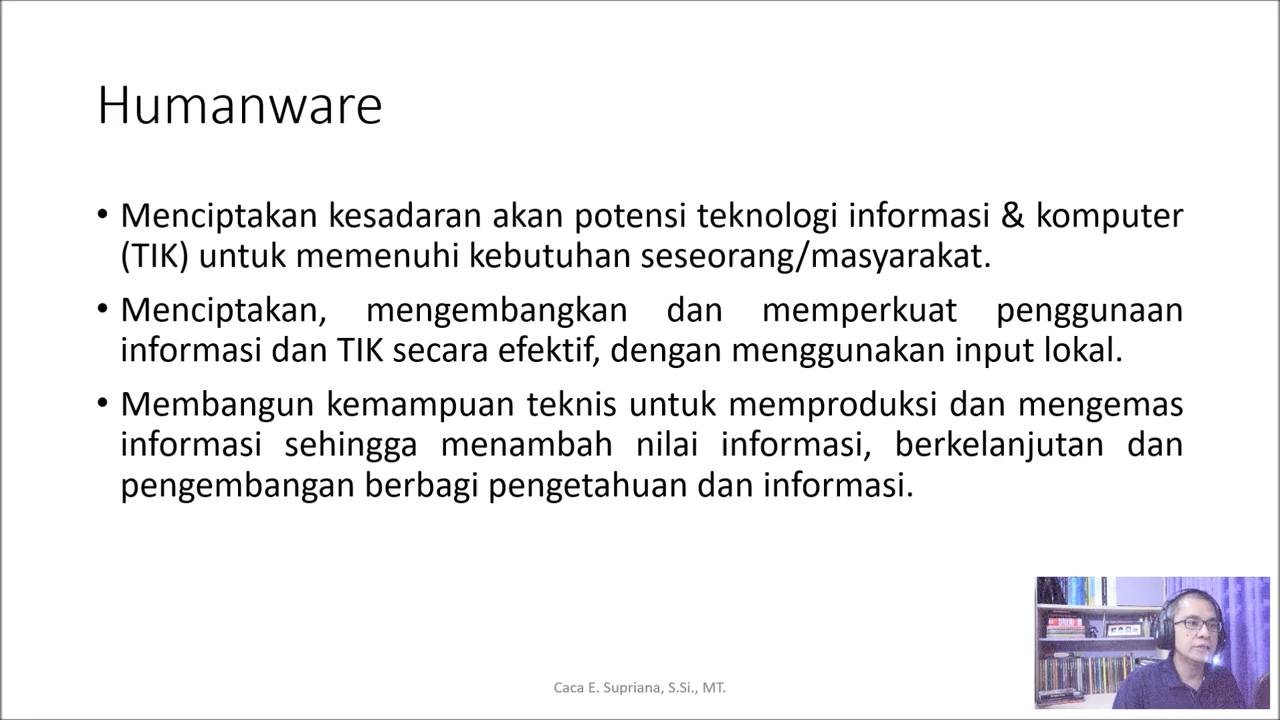 Humanware
• Menciptakan kesadaran akan potensi teknologi informasi & komputer
(TIK) untuk memenuhi kebutuhan seseorang/masyarakat.
• Menciptakan, mengembangkan dan memperkuat penggunaan
informasi dan TIK secara efektif, dengan menggunakan input lokal.
• Membangun kemampuan teknis untuk memproduksi dan mengemas
informasi sehingga menambah nilai informasi, berkelanjutan dan
pengembangan berbagi pengetahuan dan informasi.
Caca E. Supriana, S.Si., MT.